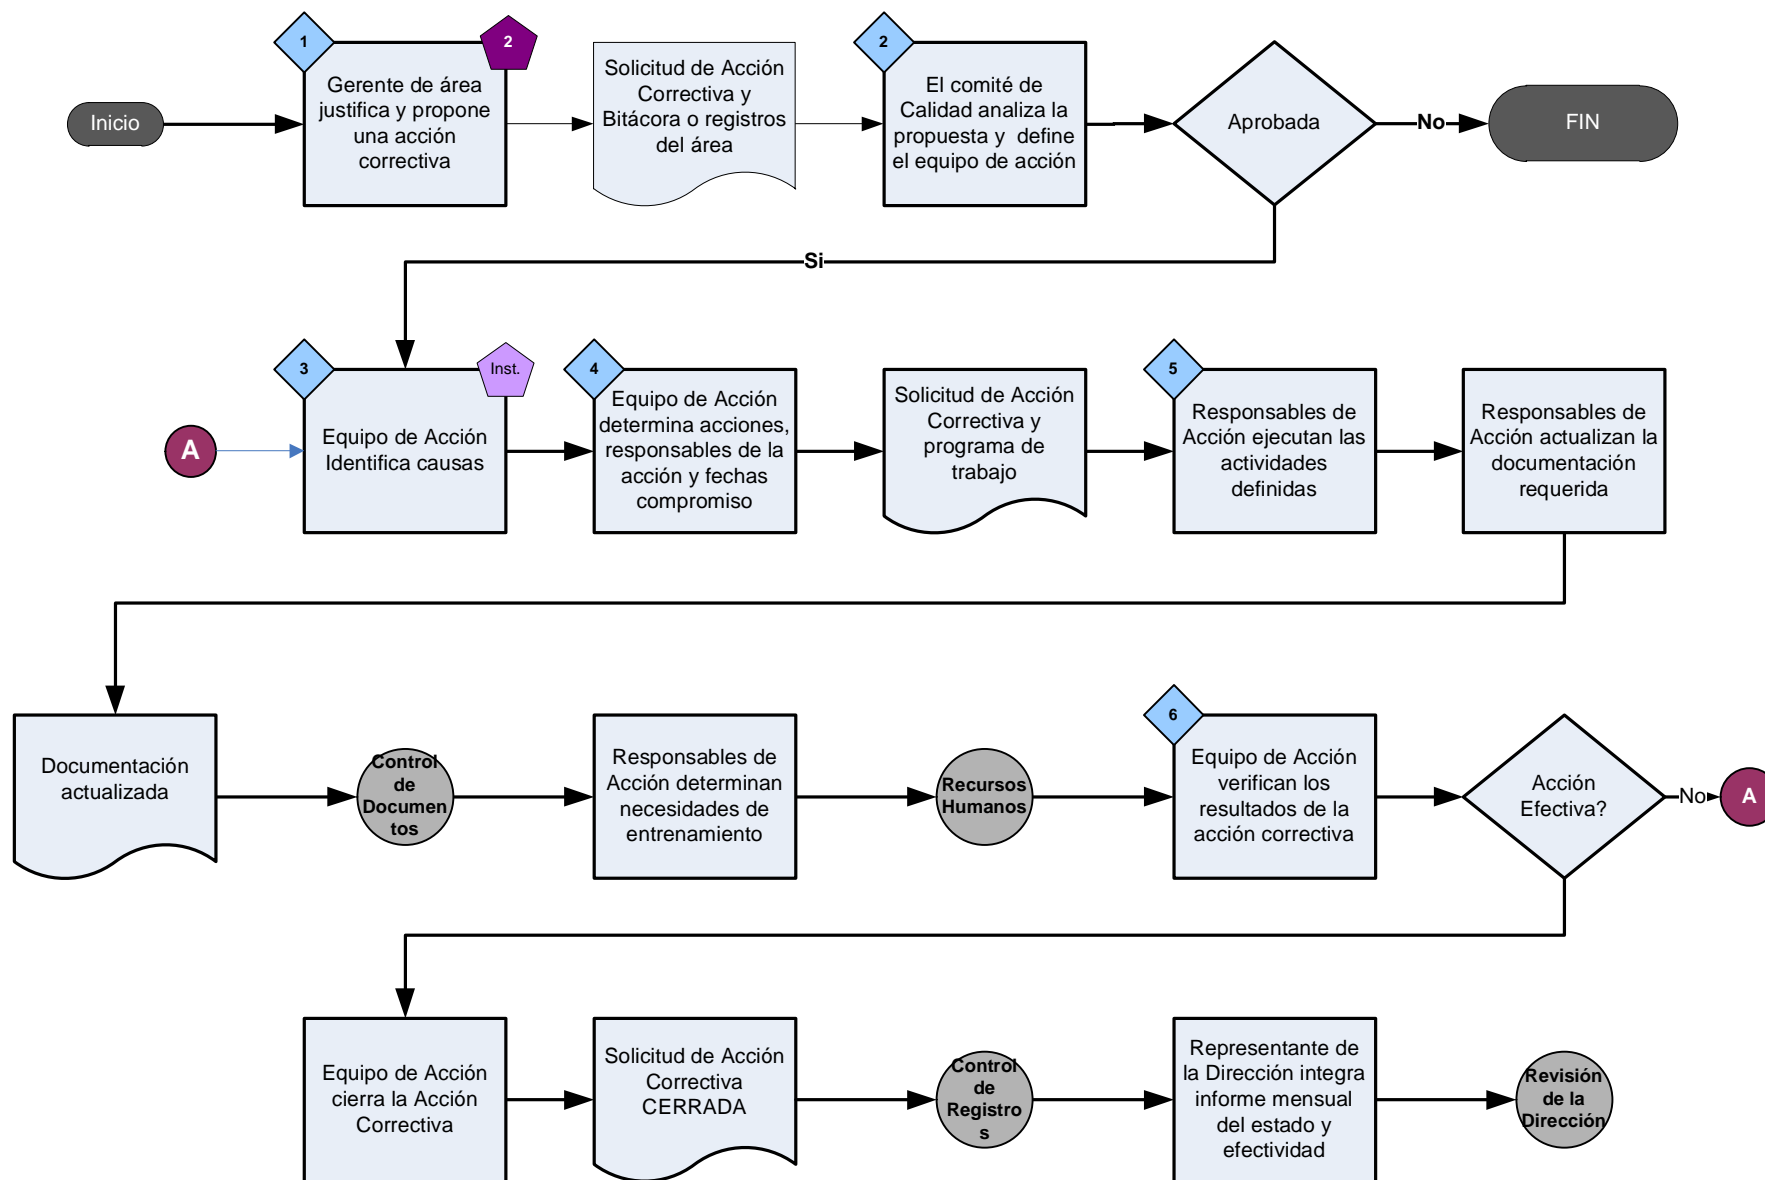 Inicio
1
2
Gerente de área
justifica y propone
una acción
correctiva
Solicitud de Acción
Correctiva y
Bitácora o registros
del área
2
El comité de
Calidad analiza la
propuesta y  define
el equipo de acción
Aprobada
No
FIN
Si
A
3
Inst.
Equipo de Acción
Identifica causas
4
Equipo de Acción
determina acciones,
responsables de la
acción y fechas
compromiso
Solicitud de Acción
Correctiva y
programa de
trabajo
5
Responsables de
Acción ejecutan las
actividades
definidas
Responsables de
Acción actualizan la
documentación
requerida
Documentación
actualizada
Control
de
Documen
tos
Responsables de
Acción determinan
necesidades de
entrenamiento
Recursos
Humanos
6
Equipo de Acción
verifican los
resultados de la
acción correctiva
Acción
Efectiva?
No
A
Equipo de Acción
cierra la Acción
Correctiva
Solicitud de Acción
Correctiva
CERRADA
Control
de
Registro
s
Representante de
la Dirección integra
informe mensual
del estado y
efectividad
Revisión
de la
Dirección